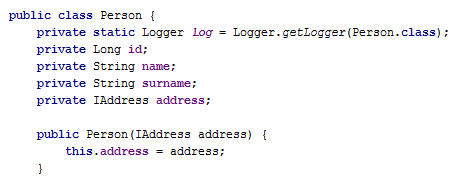 public class Person {
    private static Logger log = Logger.getLogger(Person.class);
    private Long id;
    private String name;
    private String surname;
    private IAddress address;

    public Person(IAddress address) {
        this.address = address;
    }